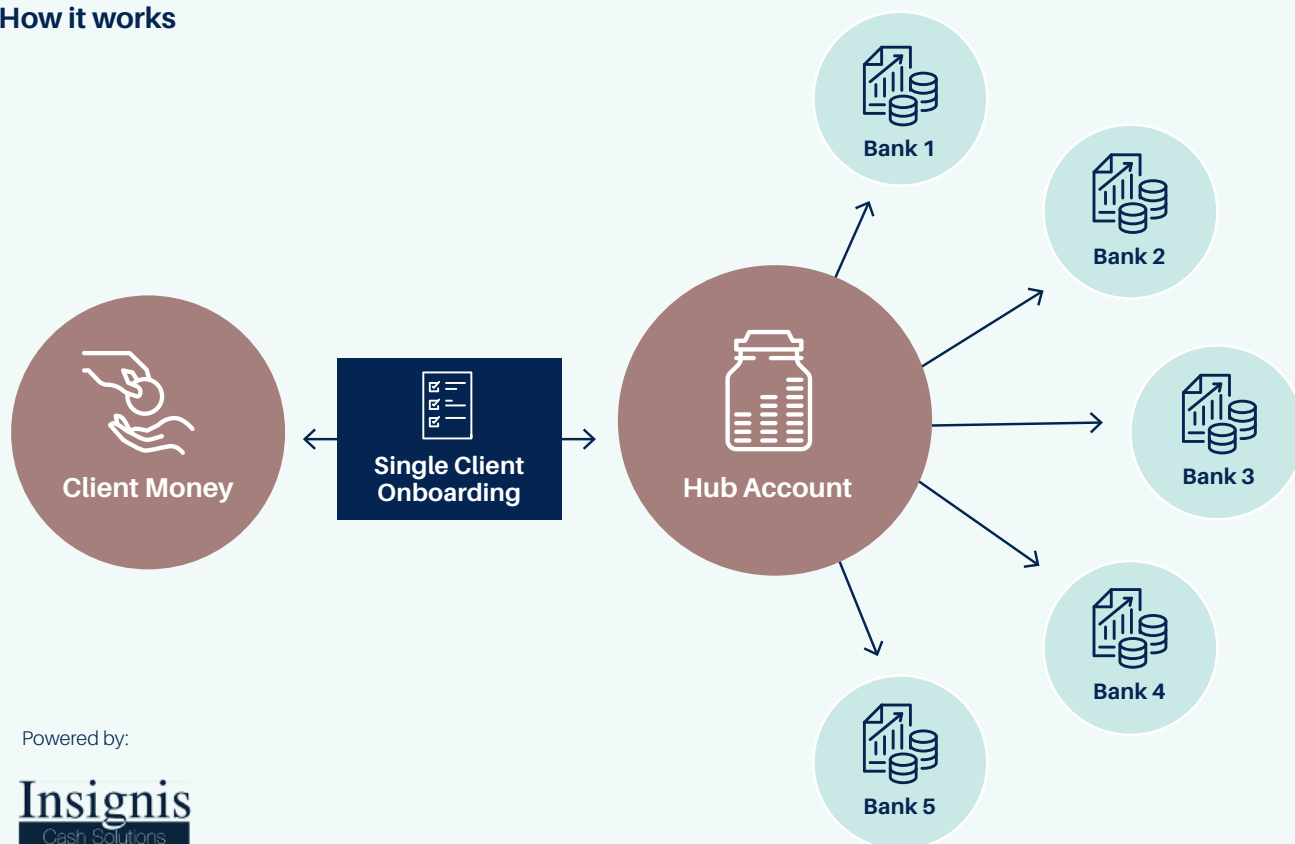 How it works
Bank 1
Bank 2
Client Money
Single Client
Onboarding
Hub Account
Bank 3
Bank 4
Bank 5
Powered by:
Insignis
Cash Solutions